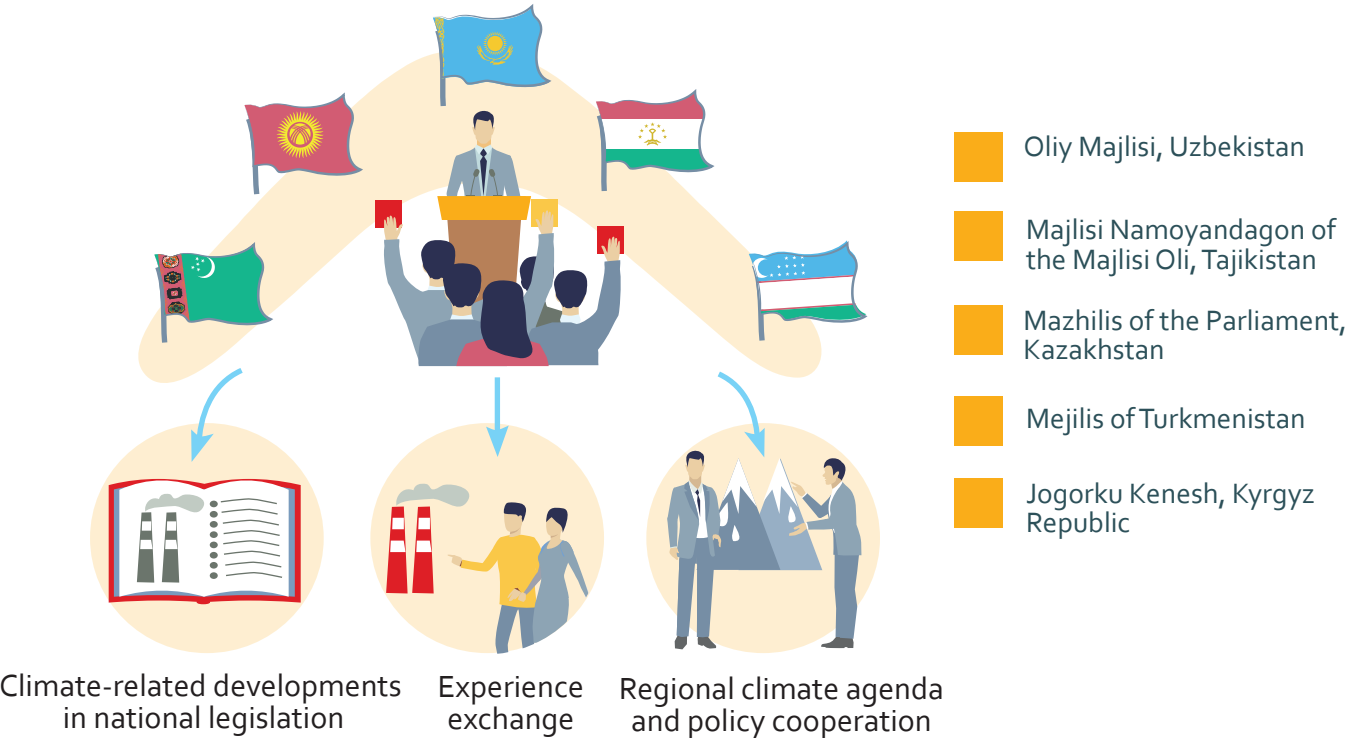 Oliy Majlisi, Uzbekistan
Majlisi Namoyandagon of
the Majlisi Oli, Tajikistan
Mazhilis of the Parliament,
Kazakhstan
Mejilis of Turkmenistan
Jogorku Kenesh, Kyrgyz
Republic
Climate-related developments
in national legislation
Experience
exchange
Regional climate agenda
and policy cooperation